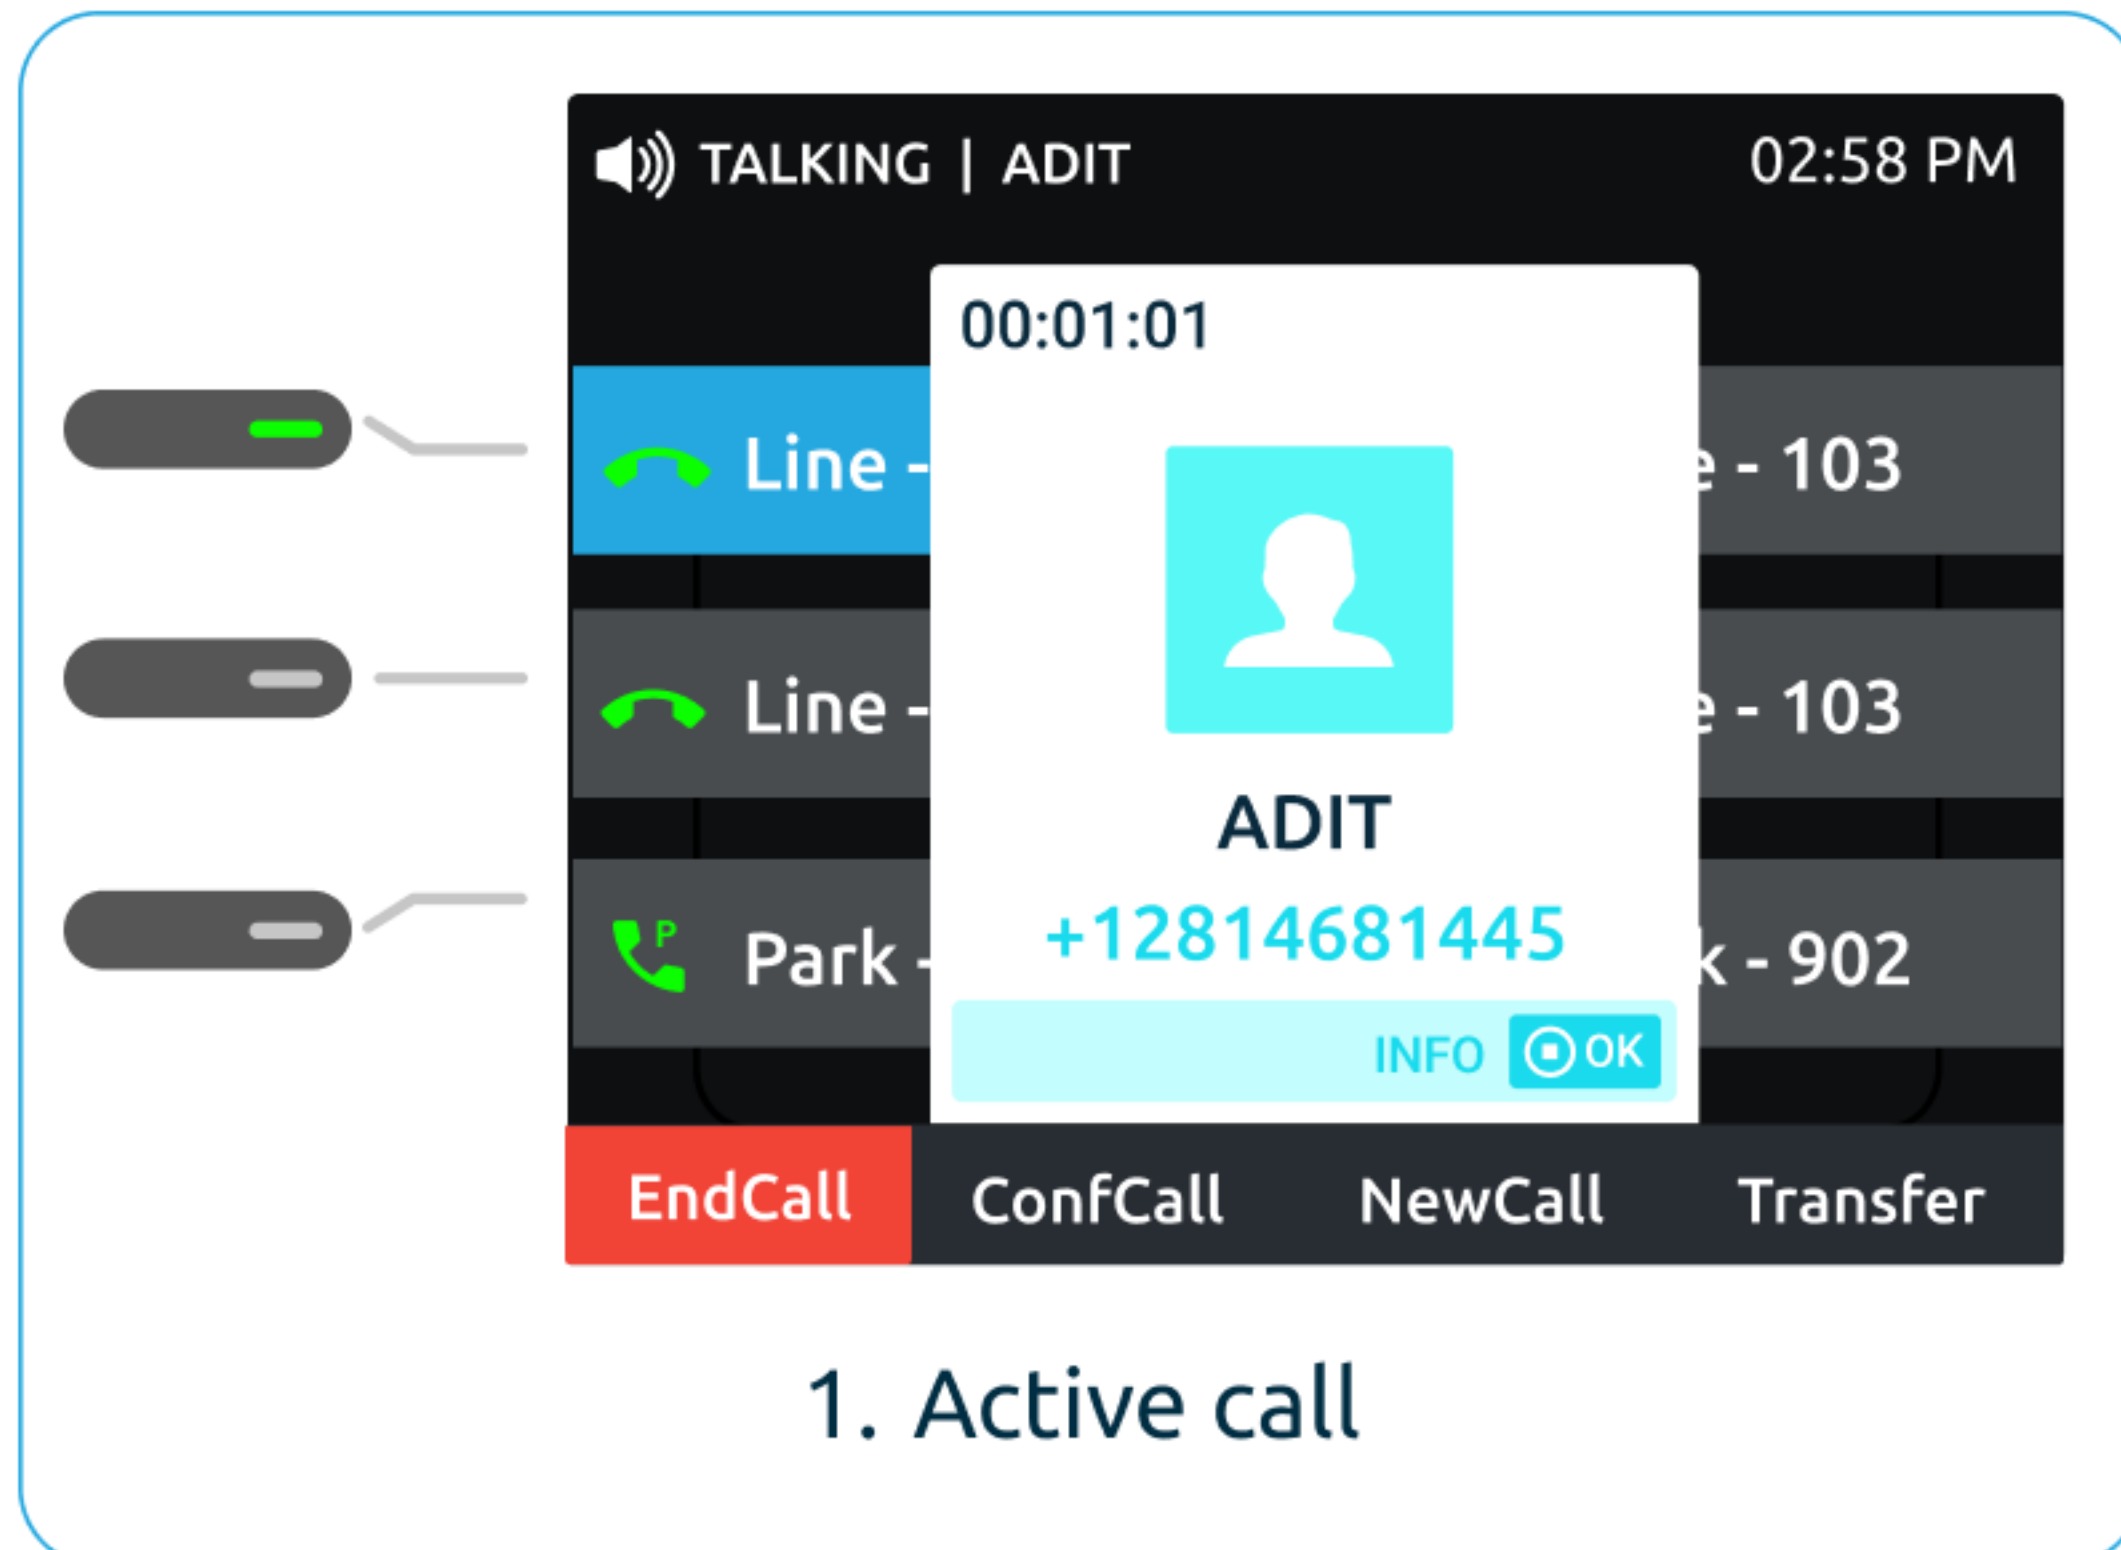 TALKING | ADIT 02:58 PM
00:01:01
Line - - 103
Line - - 103
ADIT
+12814681445
Park - - 902
INFO OK
EndCall ConfCall NewCall Transfer
1. Active call